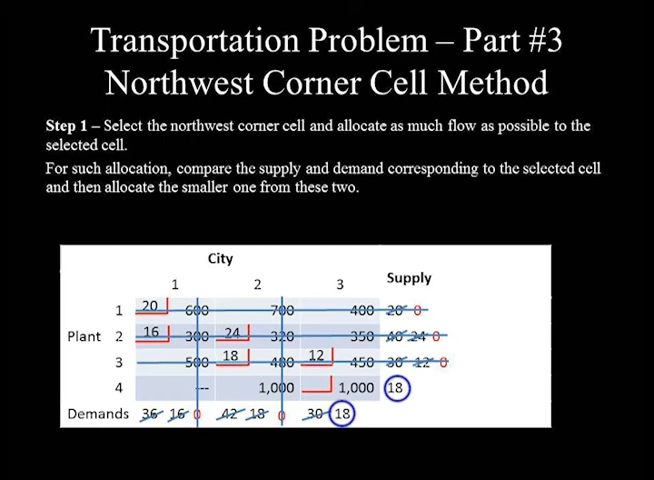 Transportation Problem – Part #3
Northwest Corner Cell Method
Step 1 – Select the northwest corner cell and allocate as much flow as possible to the
selected cell.
For such allocation, compare the supply and demand corresponding to the selected cell
and then allocate the smaller one from these two.
City
1 2 3 Supply
1 20 600 700 400 20 0
Plant 2 16 300 24 320 350 40 24 0
3 500 18 480 12 450 30 12 0
4 --- 1,000 1,000 18
Demands 36 16 0 42 18 0 30 18